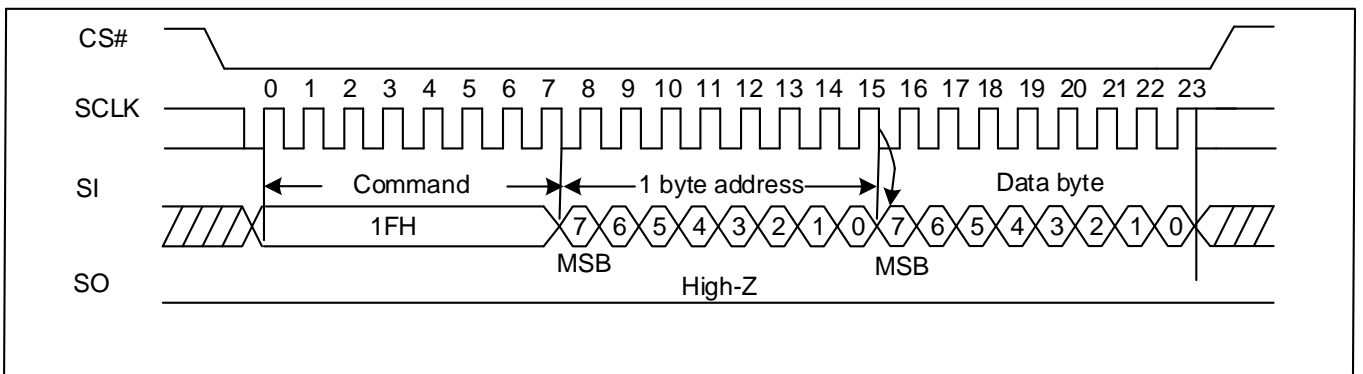 CS#
0 1 2 3 4 5 6 7 8 9 10 11 12 13 14 15 16 17 18 19 20 21 22 23
SCLK
SI
Command 1 byte address Data byte
1FH 7 6 5 4 3 2 1 0 7 6 5 4 3 2 1 0
MSB MSB
SO High-Z